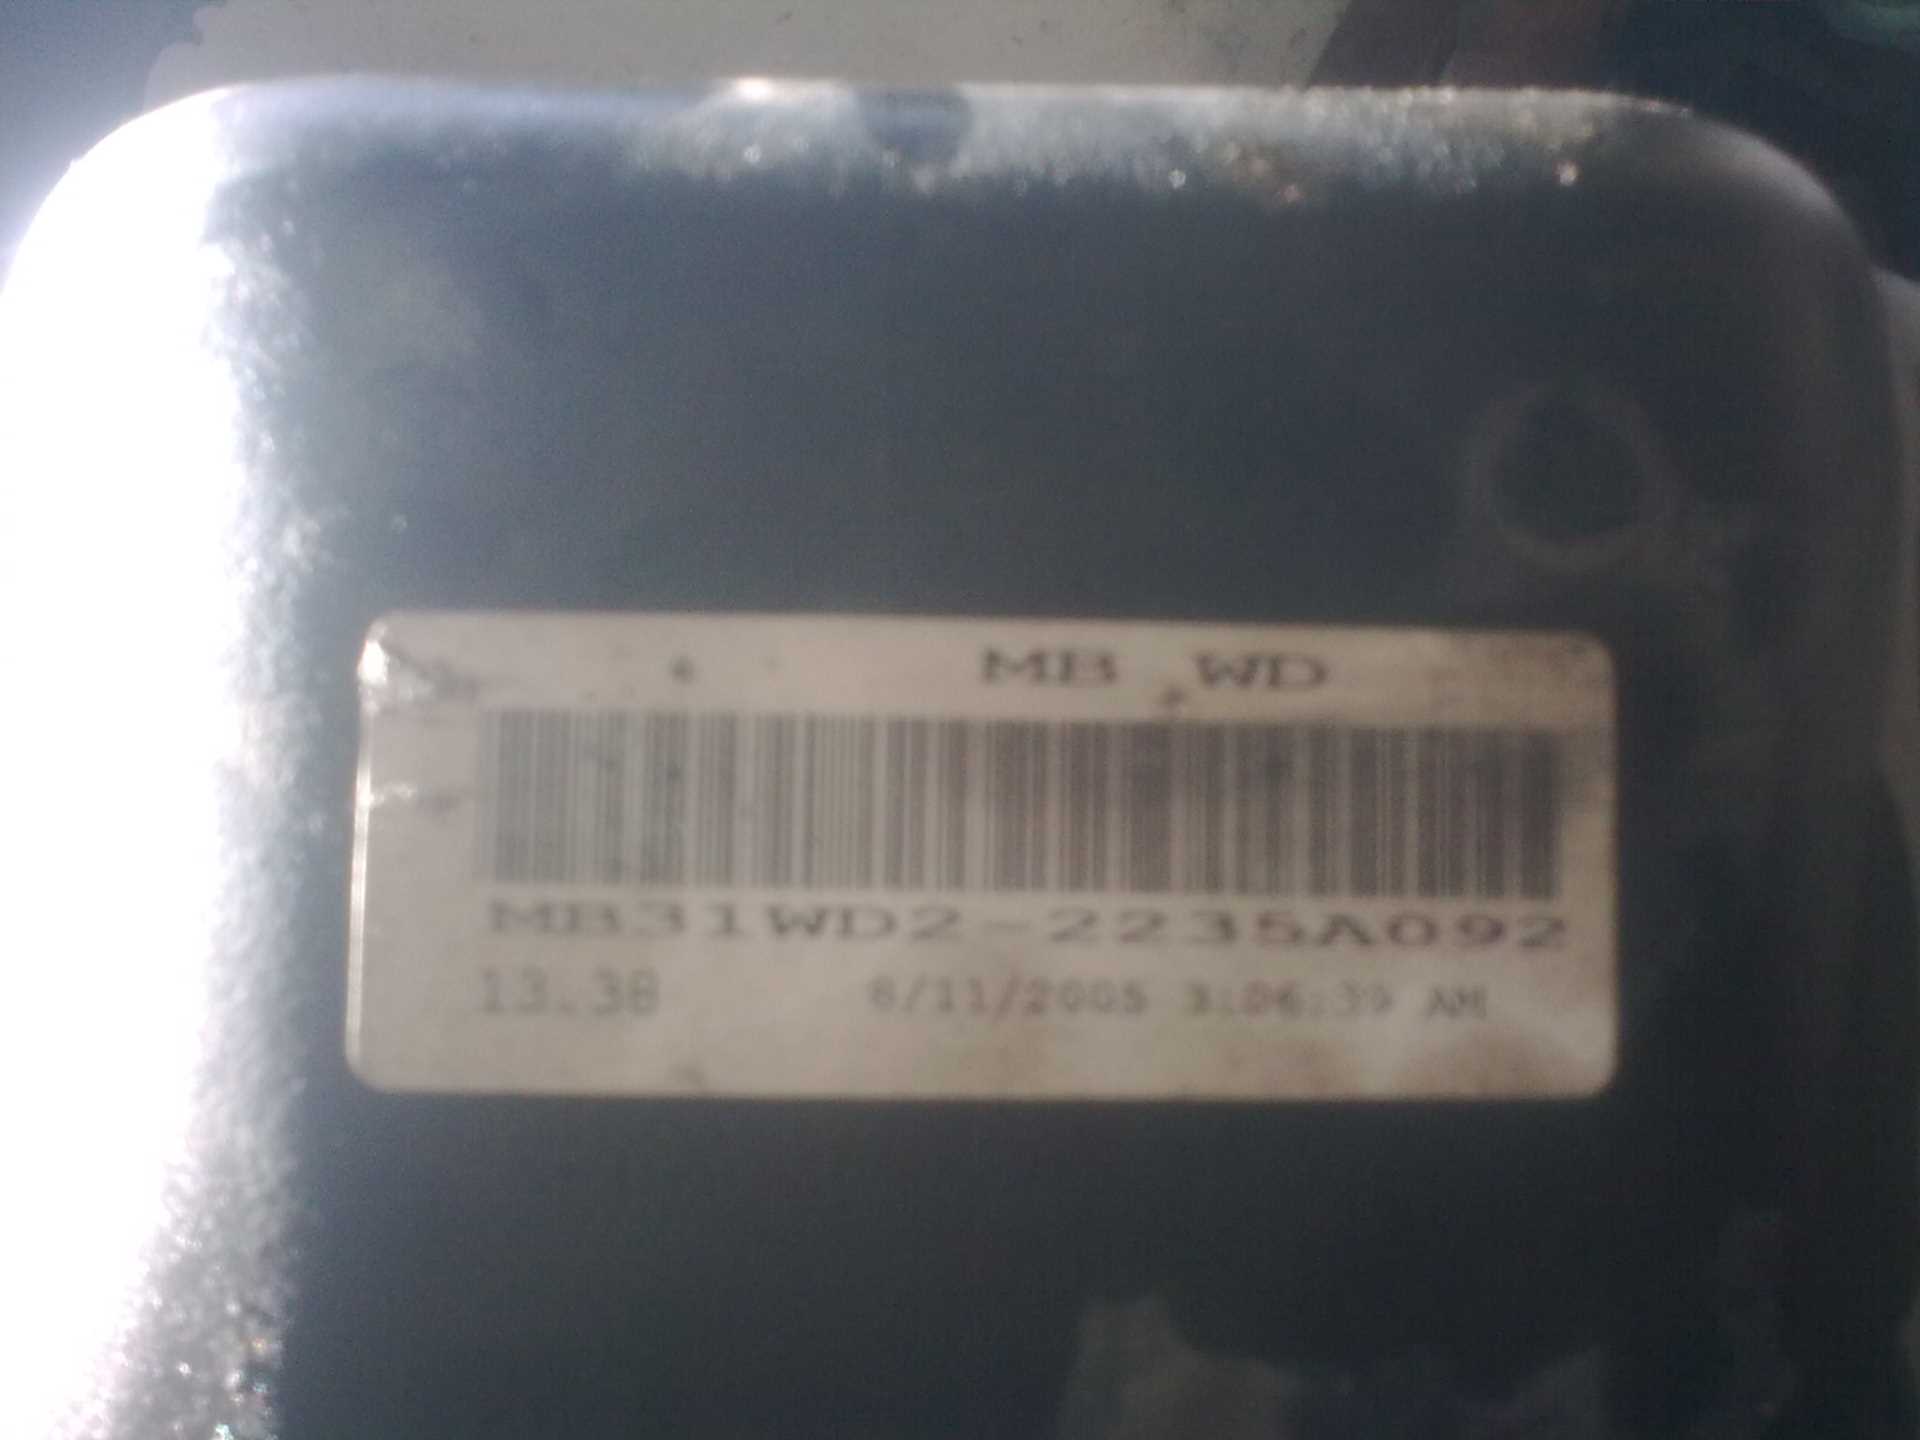 MB WD
MB31WD2-2235A092
13.38 6/11/2005 3:06:39 AM